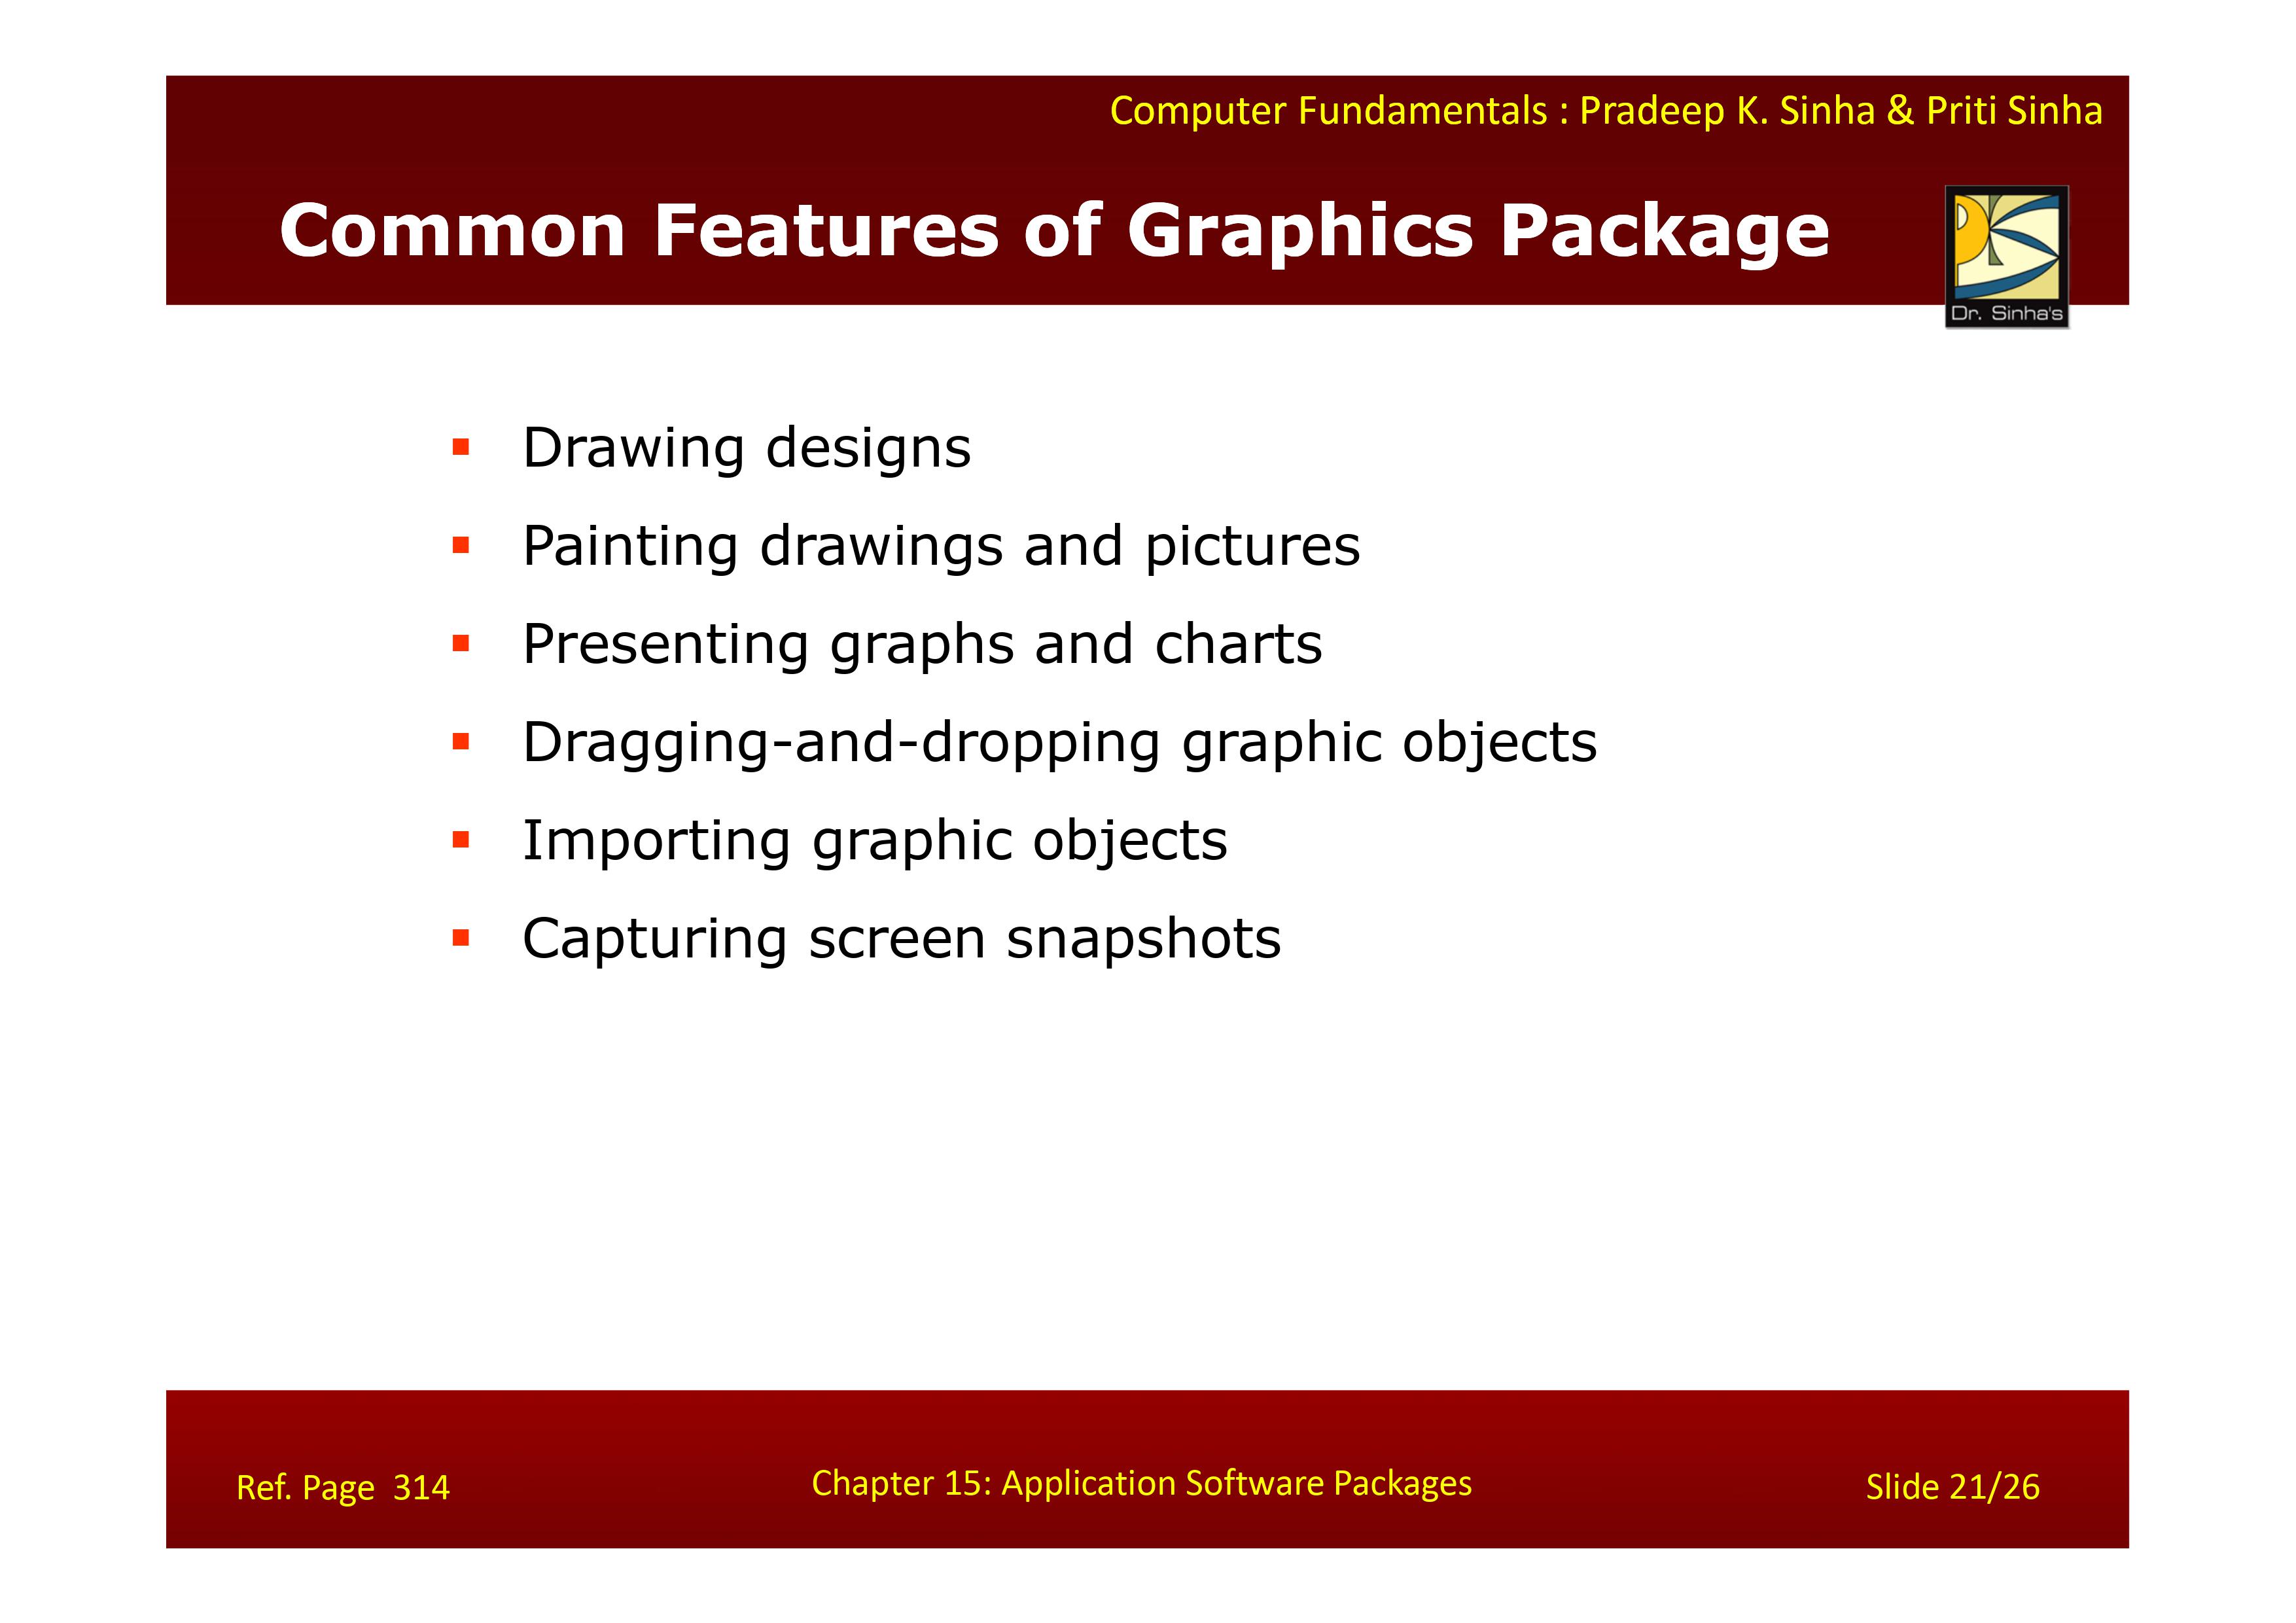 Computer Fundamentals : Pradeep K. Sinha & Priti Sinha
Common Features of Graphics Package
Dr. Sinha's
▪ Drawing designs
▪ Painting drawings and pictures
▪ Presenting graphs and charts
▪ Dragging-and-dropping graphic objects
▪ Importing graphic objects
▪ Capturing screen snapshots
Ref. Page 314
Chapter 15: Application Software Packages
Slide 21/26